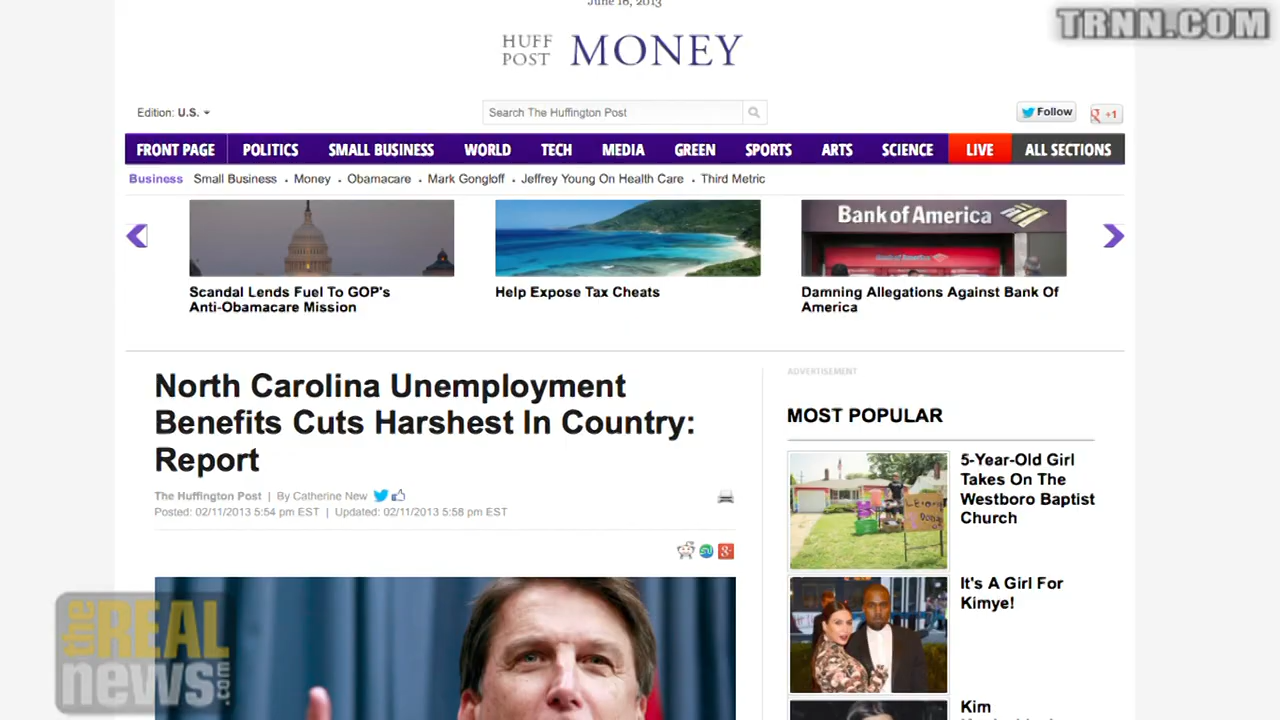 June 16, 2013
TRNN.COM
HUFF
POST MONEY
Edition: U.S.
Search The Huffington Post
Follow
+1
FRONT PAGE POLITICS SMALL BUSINESS WORLD TECH MEDIA GREEN SPORTS ARTS SCIENCE LIVE ALL SECTIONS
Business Small Business . Money . Obamacare . Mark Gongloff . Jeffrey Young On Health Care . Third Metric
Bank of America
Bank of America
Scandal Lends Fuel To GOP's
Anti-Obamacare Mission
Help Expose Tax Cheats
Damning Allegations Against Bank Of
America
North Carolina Unemployment
Benefits Cuts Harshest In Country:
Report
The Huffington Post | By Catherine New
Posted: 02/11/2013 5:54 pm EST | Updated: 02/11/2013 5:58 pm EST
ADVERTISEMENT
MOST POPULAR
5-Year-Old Girl
Takes On The
Westboro Baptist
Church
It's A Girl For
Kimye!
Kim
the REAL
news.com